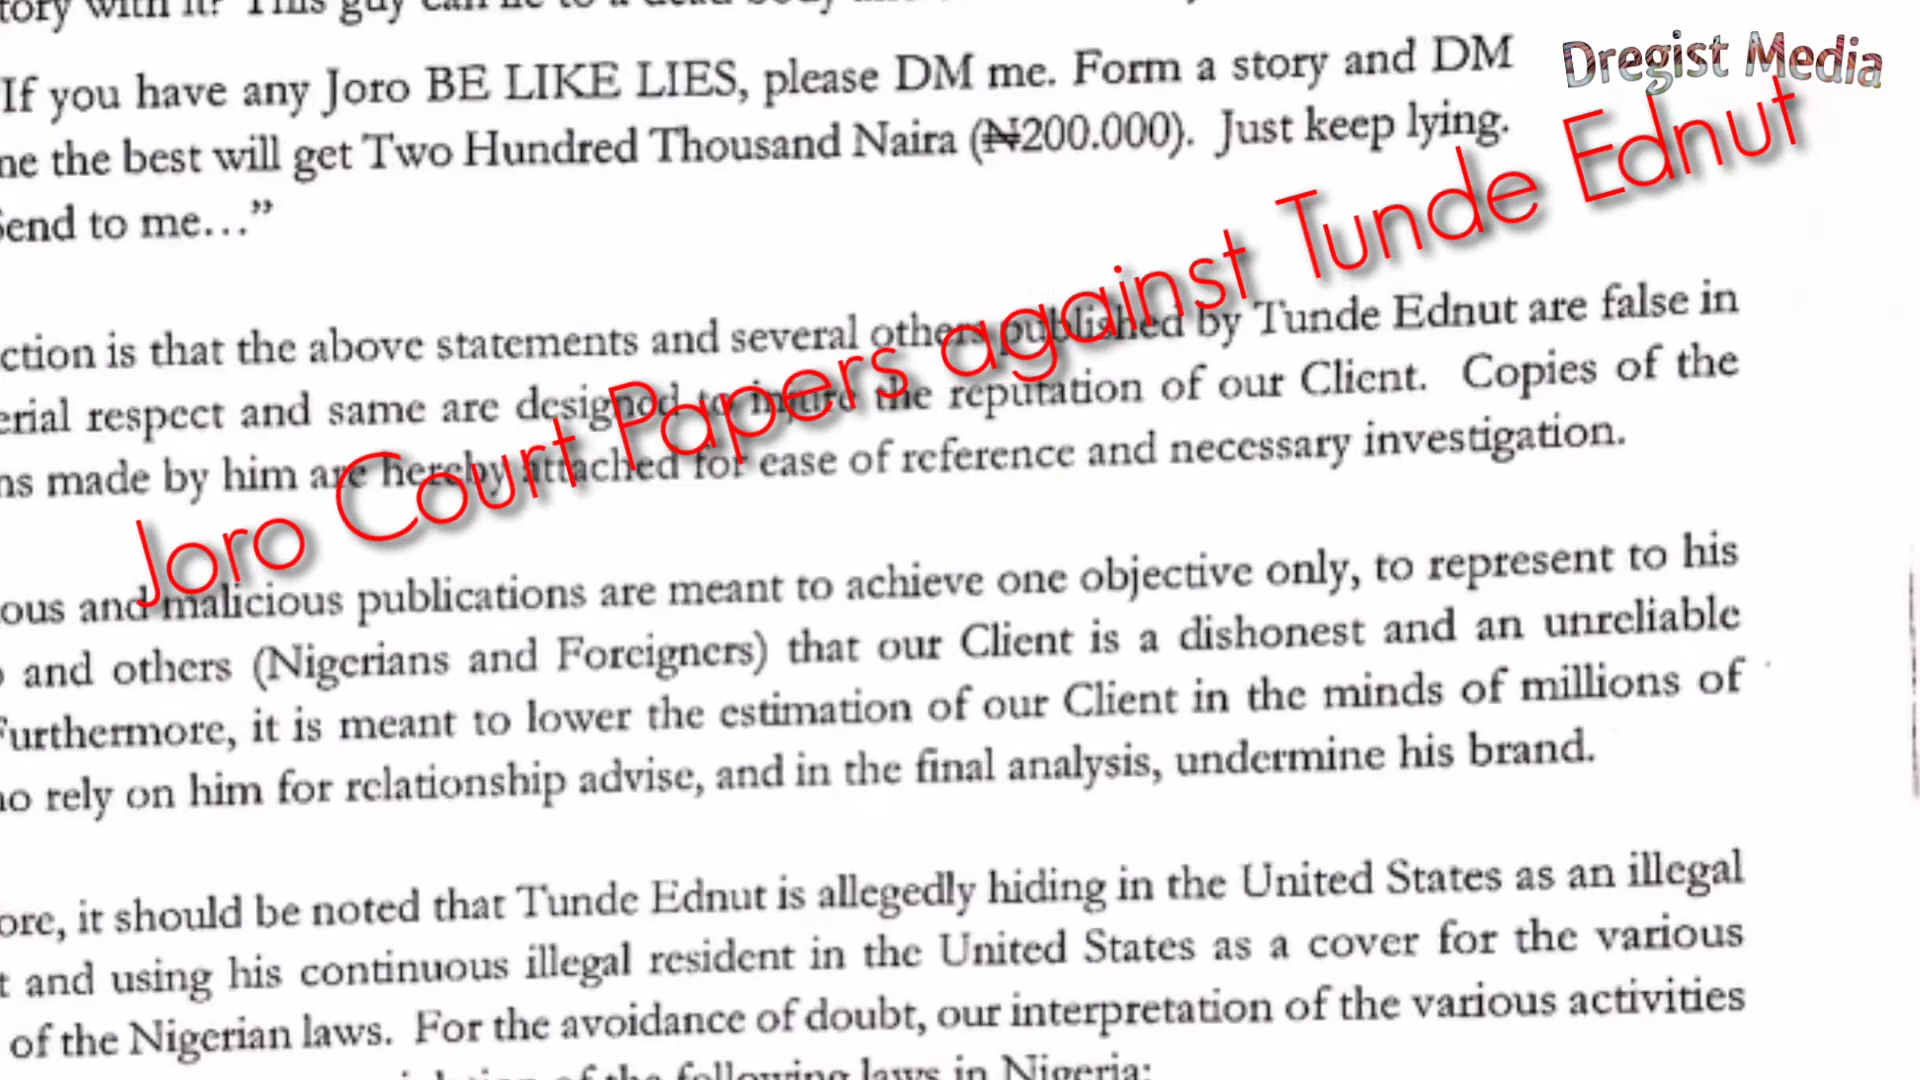 Dregist Media
Joro Court Papers against Tunde Ednut
If you have any Joro BE LIKE LIES, please DM me. Form a story and DM
me the best will get Two Hundred Thousand Naira (₦200.000). Just keep lying.
Send to me…”
ction is that the above statements and several others published by Tunde Ednut are false in
erial respect and same are designed to injure the reputation of our Client. Copies of the
ns made by him are hereby attached for ease of reference and necessary investigation.
ous and malicious publications are meant to achieve one objective only, to represent to his
and others (Nigerians and Foreigners) that our Client is a dishonest and an unreliable
Furthermore, it is meant to lower the estimation of our Client in the minds of millions of
ho rely on him for relationship advise, and in the final analysis, undermine his brand.
ore, it should be noted that Tunde Ednut is allegedly hiding in the United States as an illegal
t and using his continuous illegal resident in the United States as a cover for the various
of the Nigerian laws. For the avoidance of doubt, our interpretation of the various activities
of the following laws in Nigeria: